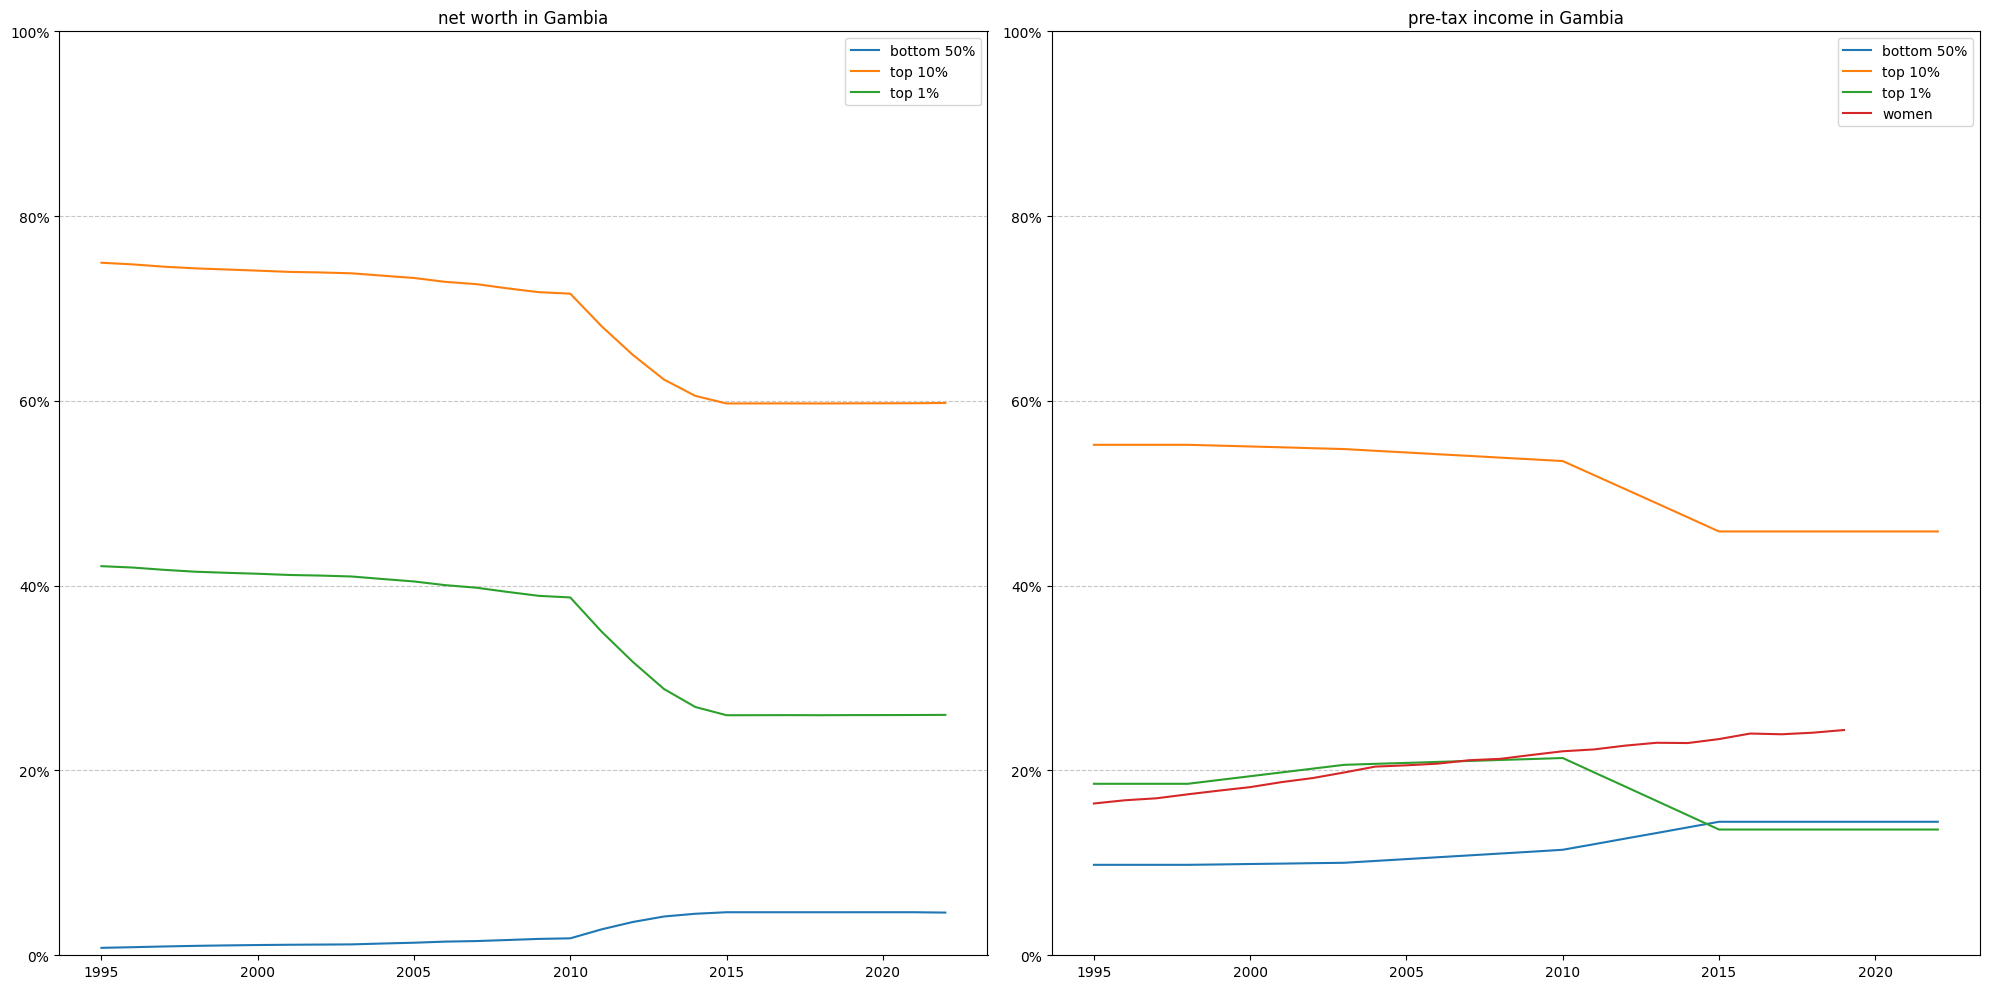 net worth in Gambia
100%
80%
60%
40%
20%
0%
1995 2000 2005 2010 2015 2020
bottom 50%
top 10%
top 1%
pre-tax income in Gambia
100%
80%
60%
40%
20%
0%
1995 2000 2005 2010 2015 2020
bottom 50%
top 10%
top 1%
women